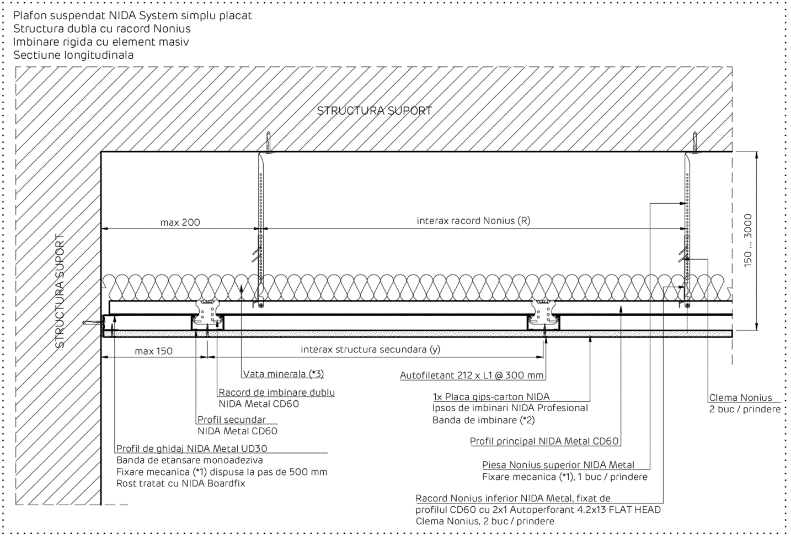 Plafon suspendat NIDA System simplu placat
Structura dubla cu racord Nonius
Imbinare rigida cu element masiv
Sectiune longitudinala
STRUCTURA SUPORT
STRUCTURA SUPORT
max 200
interax racord Nonius (R)
150 ... 3000
max 150
interax structura secundara (y)
Vata minerala (*3)
Racord de imbinare dublu
NIDA Metal CD60
Profil secundar
NIDA Metal CD60
Profil de ghidaj NIDA Metal UD30
Banda de etansare monoadeziva
Fixare mecanica (*1) dispusa la pas de 500 mm
Rost tratat cu NIDA Boardfix
Autofiletant 212 x L1 @ 300 mm
1x Placa gips-carton NIDA
Ipsos de imbinari NIDA Profesional
Banda de imbinare (*2)
Profil principal NIDA Metal CD60
Piesa Nonius superior NIDA Metal
Fixare mecanica (*1), 1 buc / prindere
Racord Nonius inferior NIDA Metal, fixat de
profilul CD60 cu 2x1 Autoperforant 4.2x13 FLAT HEAD
Clema Nonius, 2 buc / prindere
Clema Nonius
2 buc / prindere